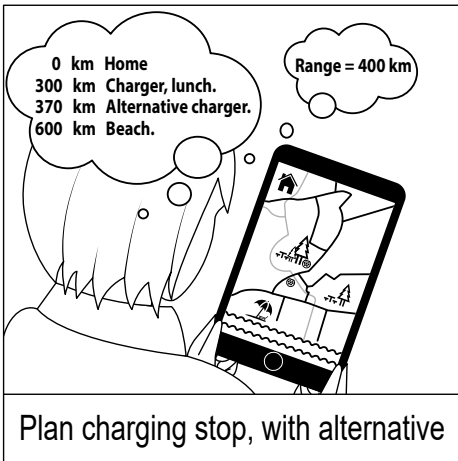 0 km Home
300 km Charger, lunch.
370 km Alternative charger.
600 km Beach.
Range = 400 km
Plan charging stop, with alternative